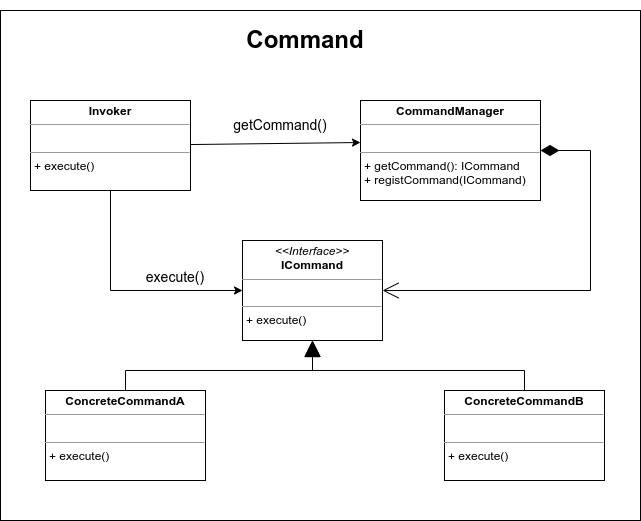 Command
Invoker
+ execute()
getCommand()
CommandManager
+ getCommand(): ICommand
+ registCommand(ICommand)
execute()
<<Interface>>
ICommand
+ execute()
ConcreteCommandA
+ execute()
ConcreteCommandB
+ execute()